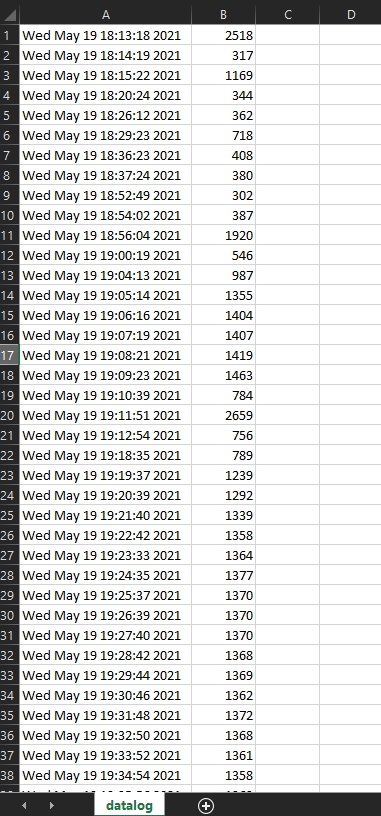 A B C D
1 Wed May 19 18:13:18 2021 2518
2 Wed May 19 18:14:19 2021 317
3 Wed May 19 18:15:22 2021 1169
4 Wed May 19 18:20:24 2021 344
5 Wed May 19 18:26:12 2021 362
6 Wed May 19 18:29:23 2021 718
7 Wed May 19 18:36:23 2021 408
8 Wed May 19 18:37:24 2021 380
9 Wed May 19 18:52:49 2021 302
10 Wed May 19 18:54:02 2021 387
11 Wed May 19 18:56:04 2021 1920
12 Wed May 19 19:00:19 2021 546
13 Wed May 19 19:04:13 2021 987
14 Wed May 19 19:05:14 2021 1355
15 Wed May 19 19:06:16 2021 1404
16 Wed May 19 19:07:19 2021 1407
17 Wed May 19 19:08:21 2021 1419
18 Wed May 19 19:09:23 2021 1463
19 Wed May 19 19:10:39 2021 784
20 Wed May 19 19:11:51 2021 2659
21 Wed May 19 19:12:54 2021 756
22 Wed May 19 19:18:35 2021 789
23 Wed May 19 19:19:37 2021 1239
24 Wed May 19 19:20:39 2021 1292
25 Wed May 19 19:21:40 2021 1339
26 Wed May 19 19:22:42 2021 1358
27 Wed May 19 19:23:33 2021 1364
28 Wed May 19 19:24:35 2021 1377
29 Wed May 19 19:25:37 2021 1370
30 Wed May 19 19:26:39 2021 1370
31 Wed May 19 19:27:40 2021 1370
32 Wed May 19 19:28:42 2021 1368
33 Wed May 19 19:29:44 2021 1369
34 Wed May 19 19:30:46 2021 1362
35 Wed May 19 19:31:48 2021 1372
36 Wed May 19 19:32:50 2021 1368
37 Wed May 19 19:33:52 2021 1361
38 Wed May 19 19:34:54 2021 1358
datalog